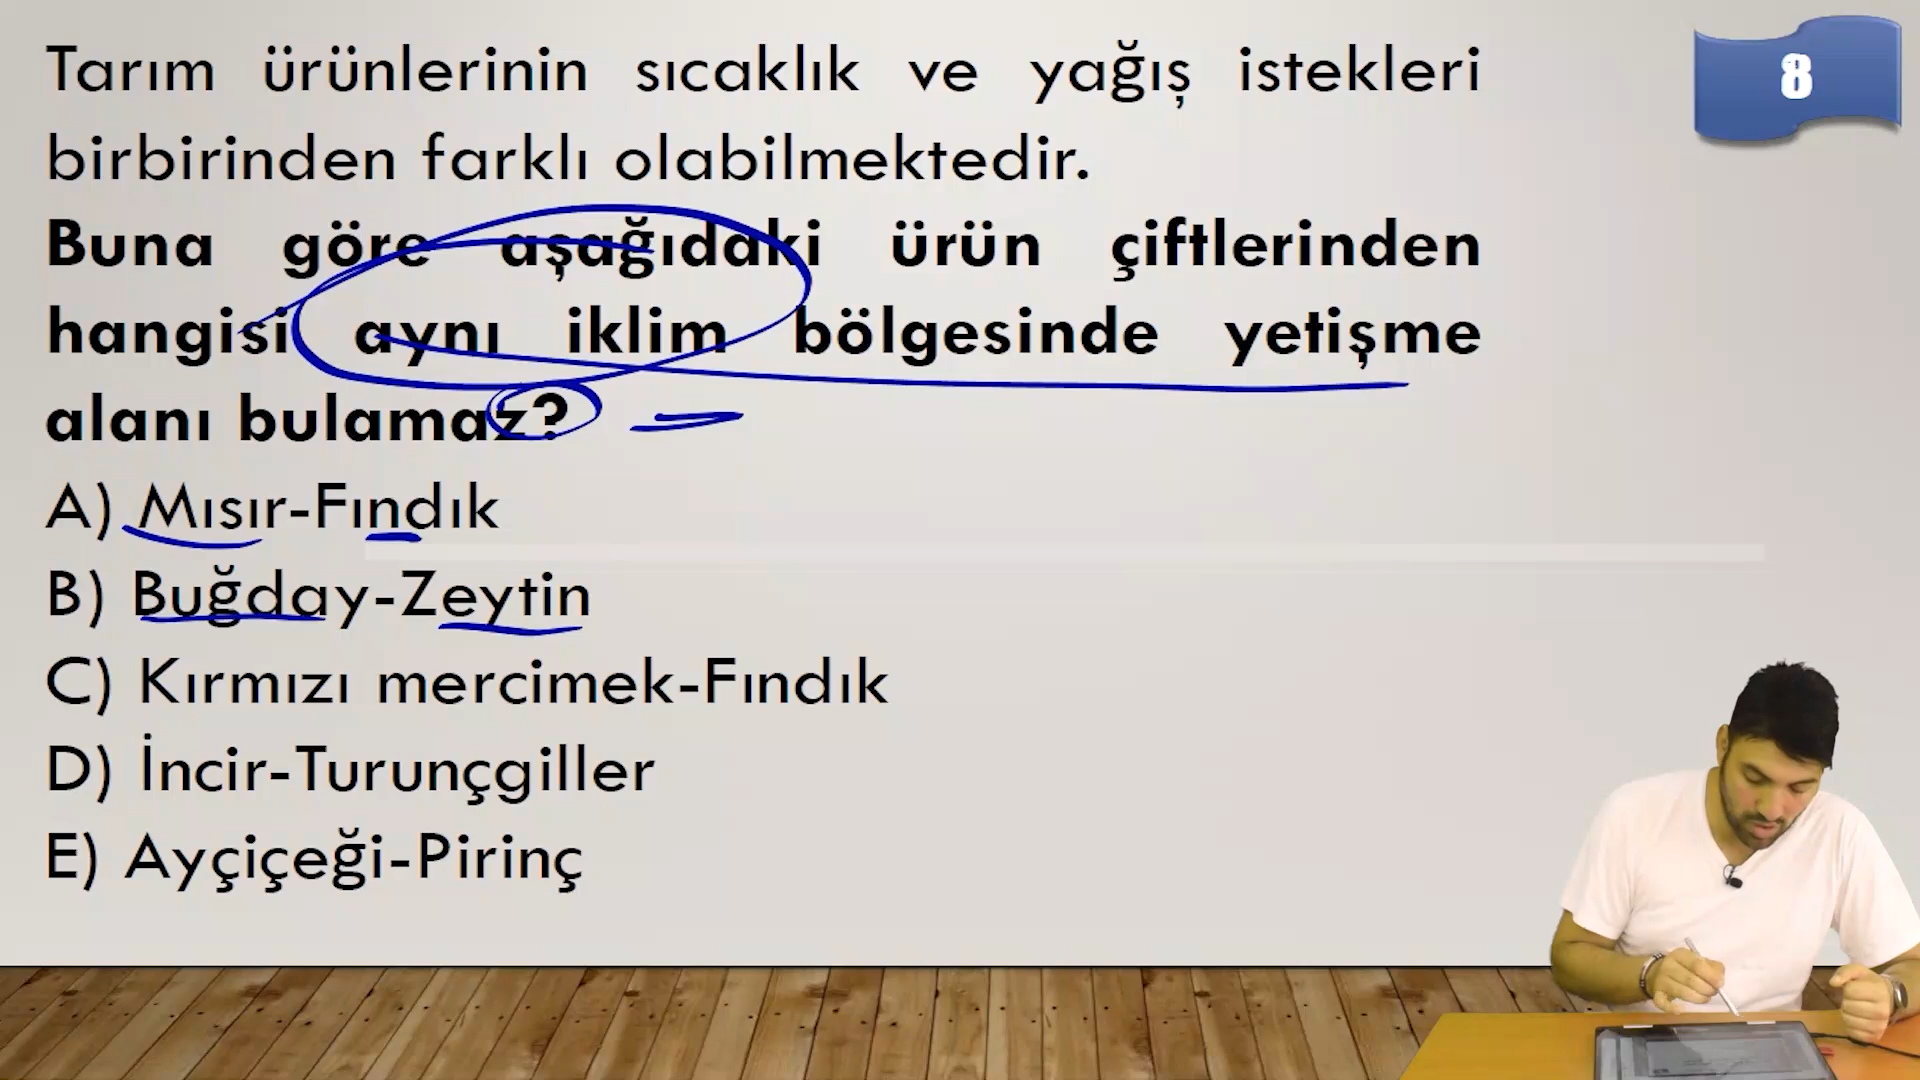 Tarım ürünlerinin sıcaklık ve yağış istekleri
birbirinden farklı olabilmektedir.
Buna göre aşağıdaki ürün çiftlerinden
hangisi aynı iklim bölgesinde yetişme
alanı bulamaz?
A) Mısır-Fındık
B) Buğday-Zeytin
C) Kırmızı mercimek-Fındık
D) İncir-Turunçgiller
E) Ayçiçeği-Pirinç
8